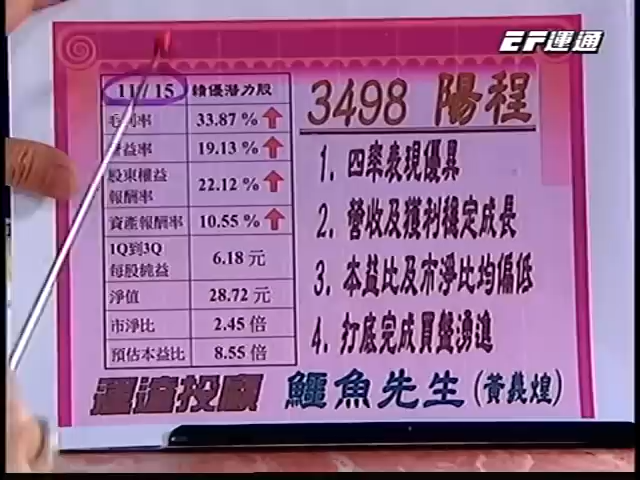 EF運通
11/15 績優潛力股
毛利率 33.87 %
營益率 19.13 %
股東權益報酬率 22.12 %
資產報酬率 10.55 %
1Q到3Q每股純益 6.18 元
淨值 28.72 元
市淨比 2.45 倍
預估本益比 8.55 倍
3498 陽程
1. 四率表現優異
2. 營收及獲利穩定成長
3. 本益比及市淨比均偏低
4. 打底完成買盤湧進
運達投顧 鱷魚先生(黃義煌)